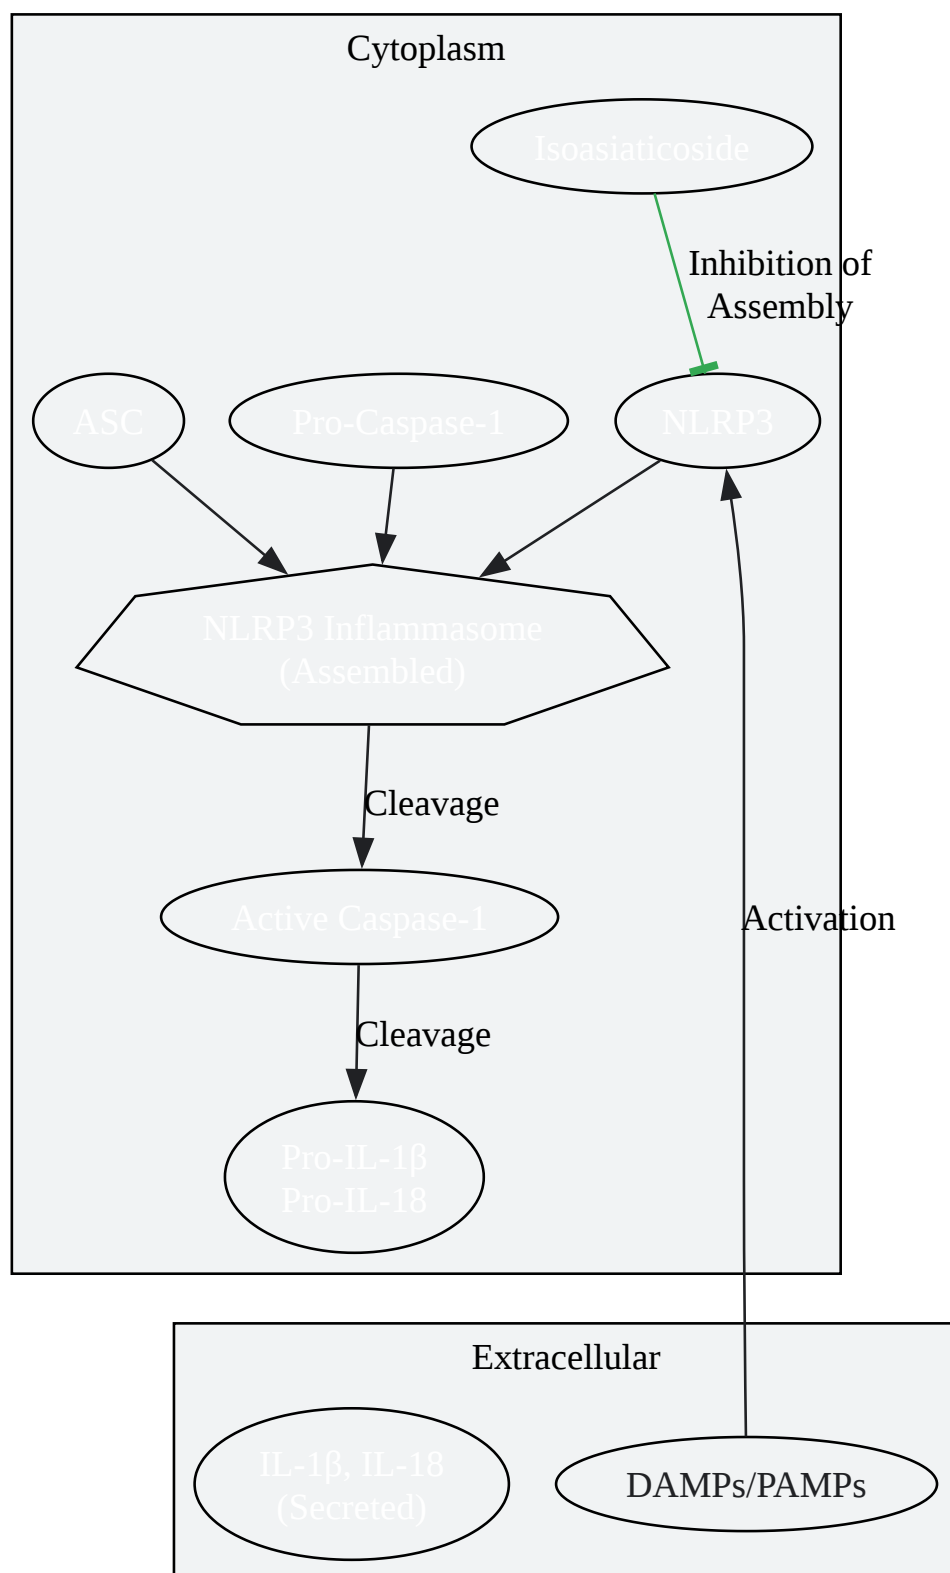 Cytoplasm
Isoasiaticoside
Inhibition of
Assembly
ASC
Pro-Caspase-1
NLRP3
NLRP3 Inflammasome
(Assembled)
Cleavage
Active Caspase-1
Activation
Cleavage
Pro-IL-1β
Pro-IL-18
Extracellular
IL-1β, IL-18
(Secreted)
DAMPs/PAMPs